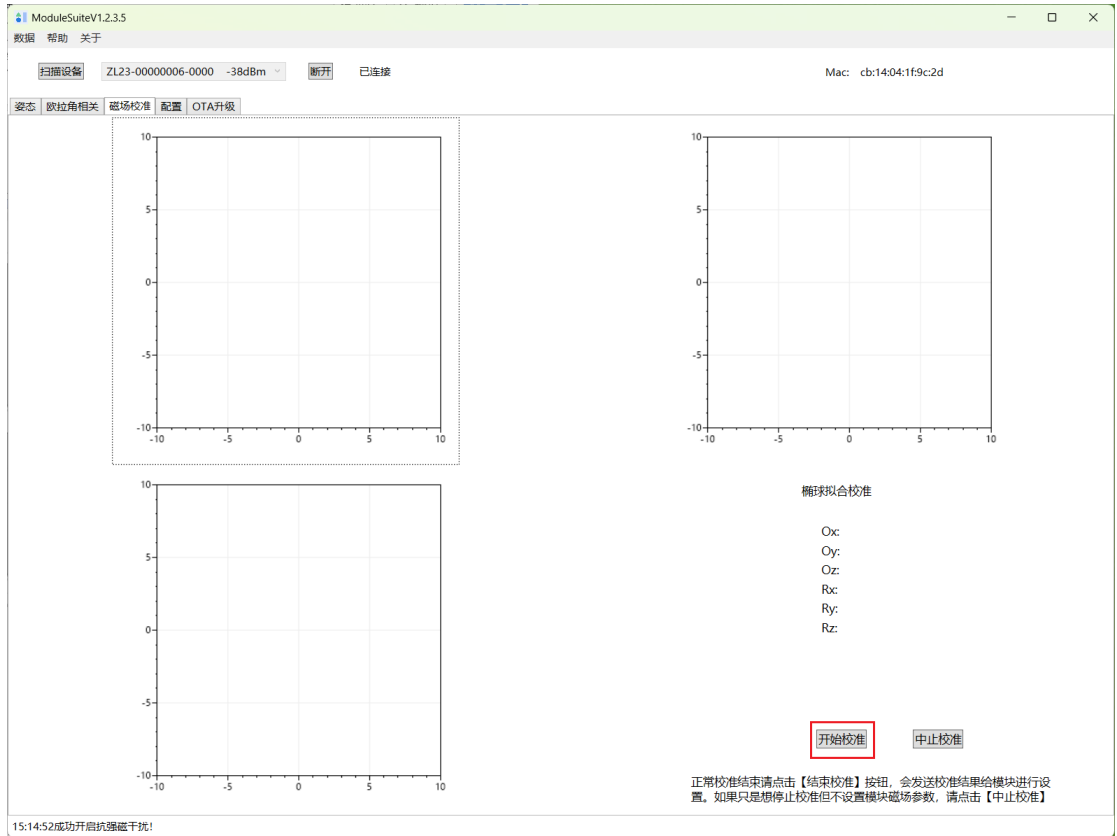 ModuleSuiteV1.2.3.5
数据 帮助 关于
扫描设备 ZL23-00000006-0000 -38dBm 断开 已连接 Mac: cb:14:04:1f:9c:2d
姿态 欧拉角相关 磁场校准 配置 OTA升级
10
5
0
-5
-10
-10 -5 0 5 10
10
5
0
-5
-10
-10 -5 0 5 10
10
5
0
-5
-10
-10 -5 0 5 10
椭球拟合校准
Ox:
Oy:
Oz:
Rx:
Ry:
Rz:
开始校准 中止校准
正常校准结束请点击【结束校准】按钮，会发送校准结果给模块进行设
置。如果只是想停止校准但不设置模块磁场参数，请点击【中止校准】
15:14:52成功开启抗强磁干扰!